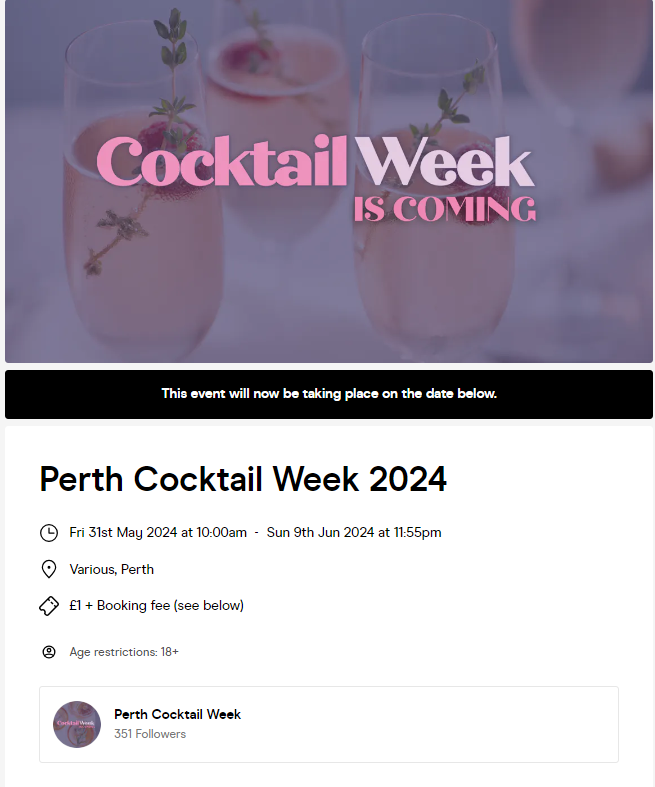 Cocktail Week
IS COMING
This event will now be taking place on the date below.
Perth Cocktail Week 2024
Fri 31st May 2024 at 10:00am - Sun 9th Jun 2024 at 11:55pm
Various, Perth
£1 + Booking fee (see below)
Age restrictions: 18+
Cocktail Week
Perth Cocktail Week
351 Followers